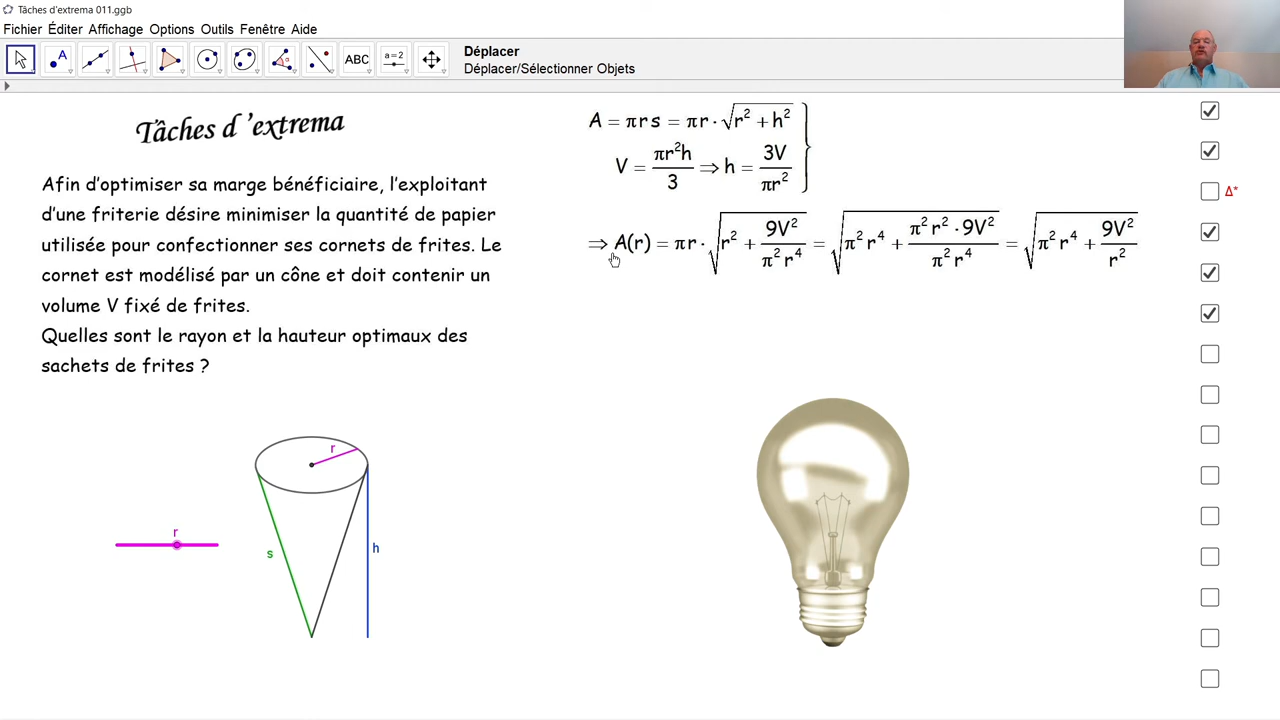 Tâches d'extrema 011.ggb
Fichier Éditer Affichage Options Outils Fenêtre Aide
A
ABC
a=2
Déplacer
Déplacer/Sélectionner Objets
Tâches d 'extrema
Afin d'optimiser sa marge bénéficiaire, l'exploitant
d'une friterie désire minimiser la quantité de papier
utilisée pour confectionner ses cornets de frites. Le
cornet est modélisé par un cône et doit contenir un
volume V fixé de frites.
Quelles sont le rayon et la hauteur optimaux des
sachets de frites ?
r
r
s
h
A = πrs = πr · √(r² + h²)
V = πr²h/3 ⇒ h = 3V/πr²
⇒ A(r) = πr · √(r² + 9V²/π²r⁴) = √(π²r⁴ + π²r² · 9V²/π²r⁴) = √(π²r⁴ + 9V²/r²)
Δ*